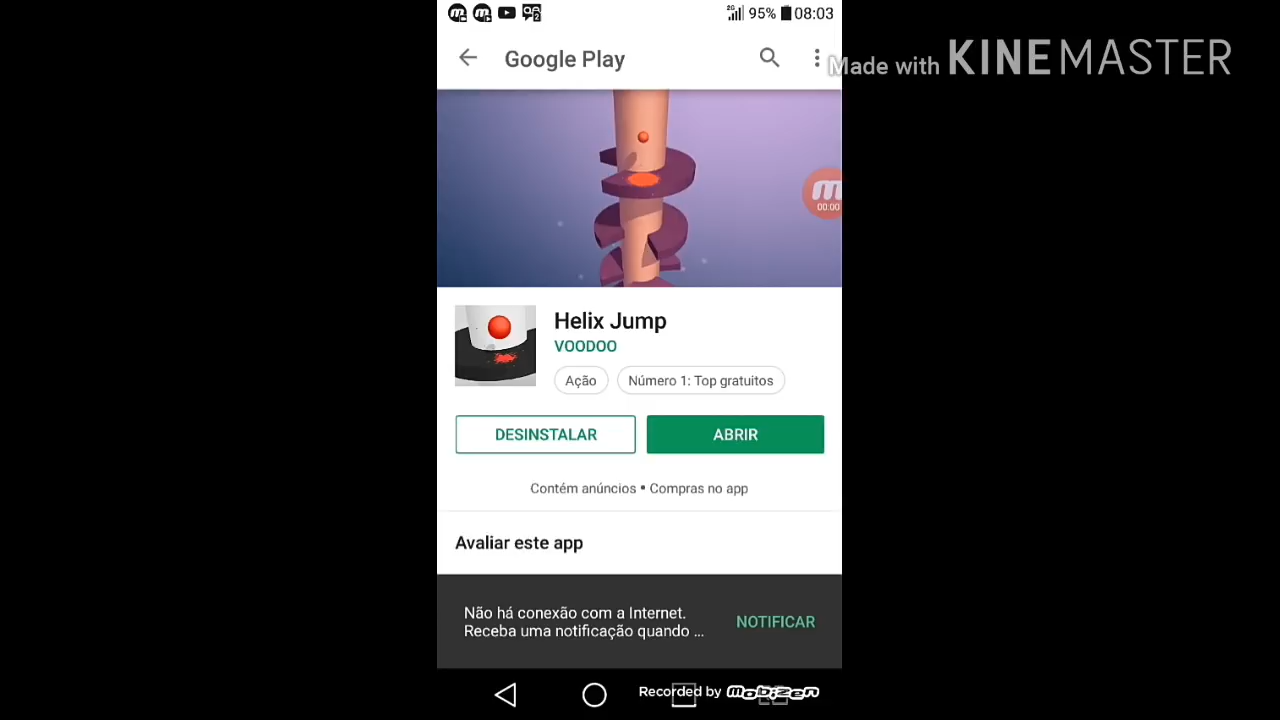 2G 95% 08:03
Google Play
Made with KINEMASTER
00:00
Helix Jump
VOODOO
Ação
Número 1: Top gratuitos
DESINSTALAR
ABRIR
Contém anúncios • Compras no app
Avaliar este app
Não há conexão com a Internet.
Receba uma notificação quando ...
NOTIFICAR
Recorded by Mobizen